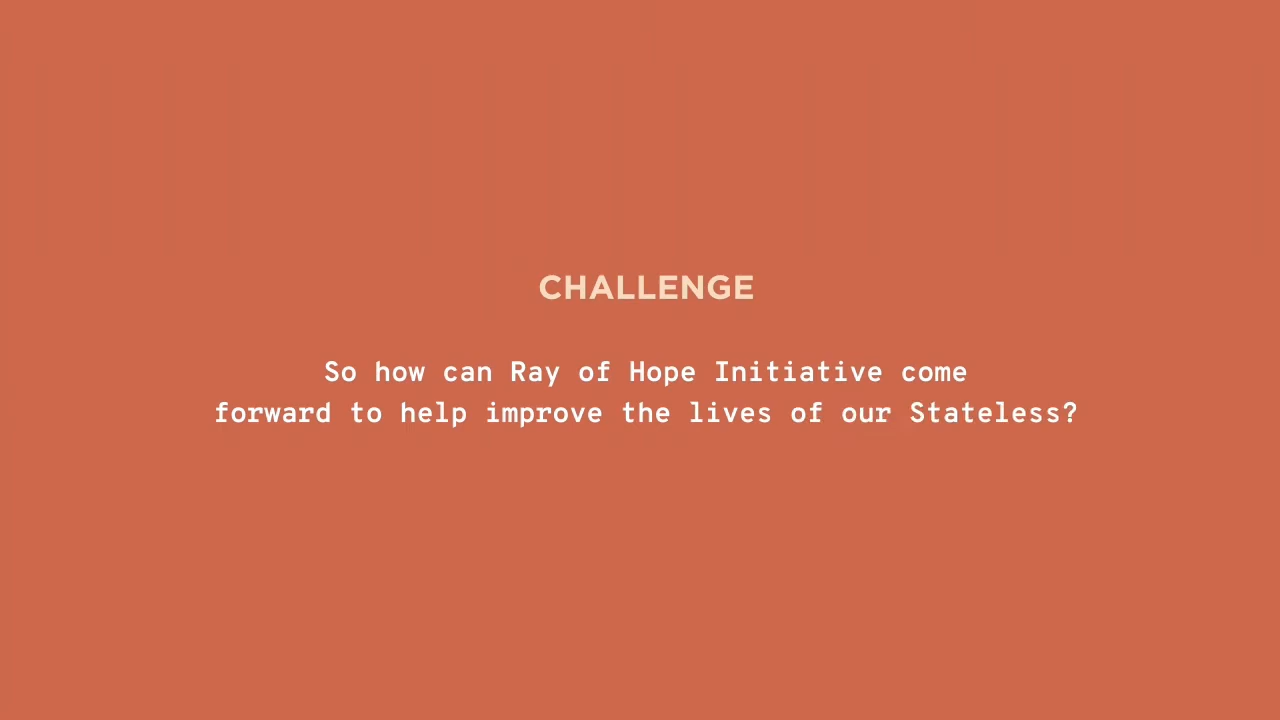 CHALLENGE
So how can Ray of Hope Initiative come
forward to help improve the lives of our Stateless?